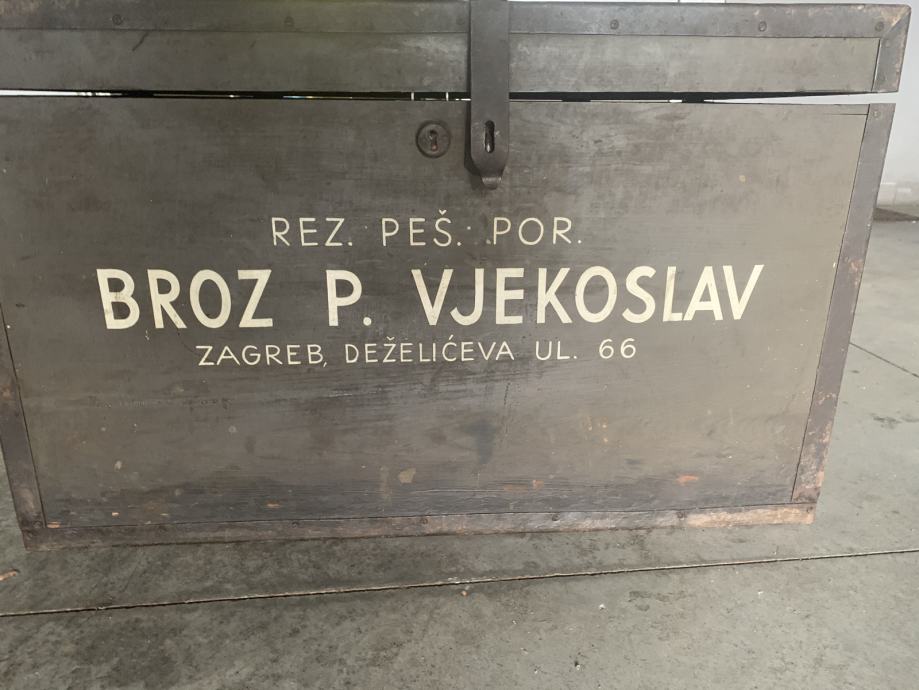 REZ. PEŠ. POR.
BROZ P. VJEKOSLAV
ZAGREB, DEŽELIĆEVA UL. 66